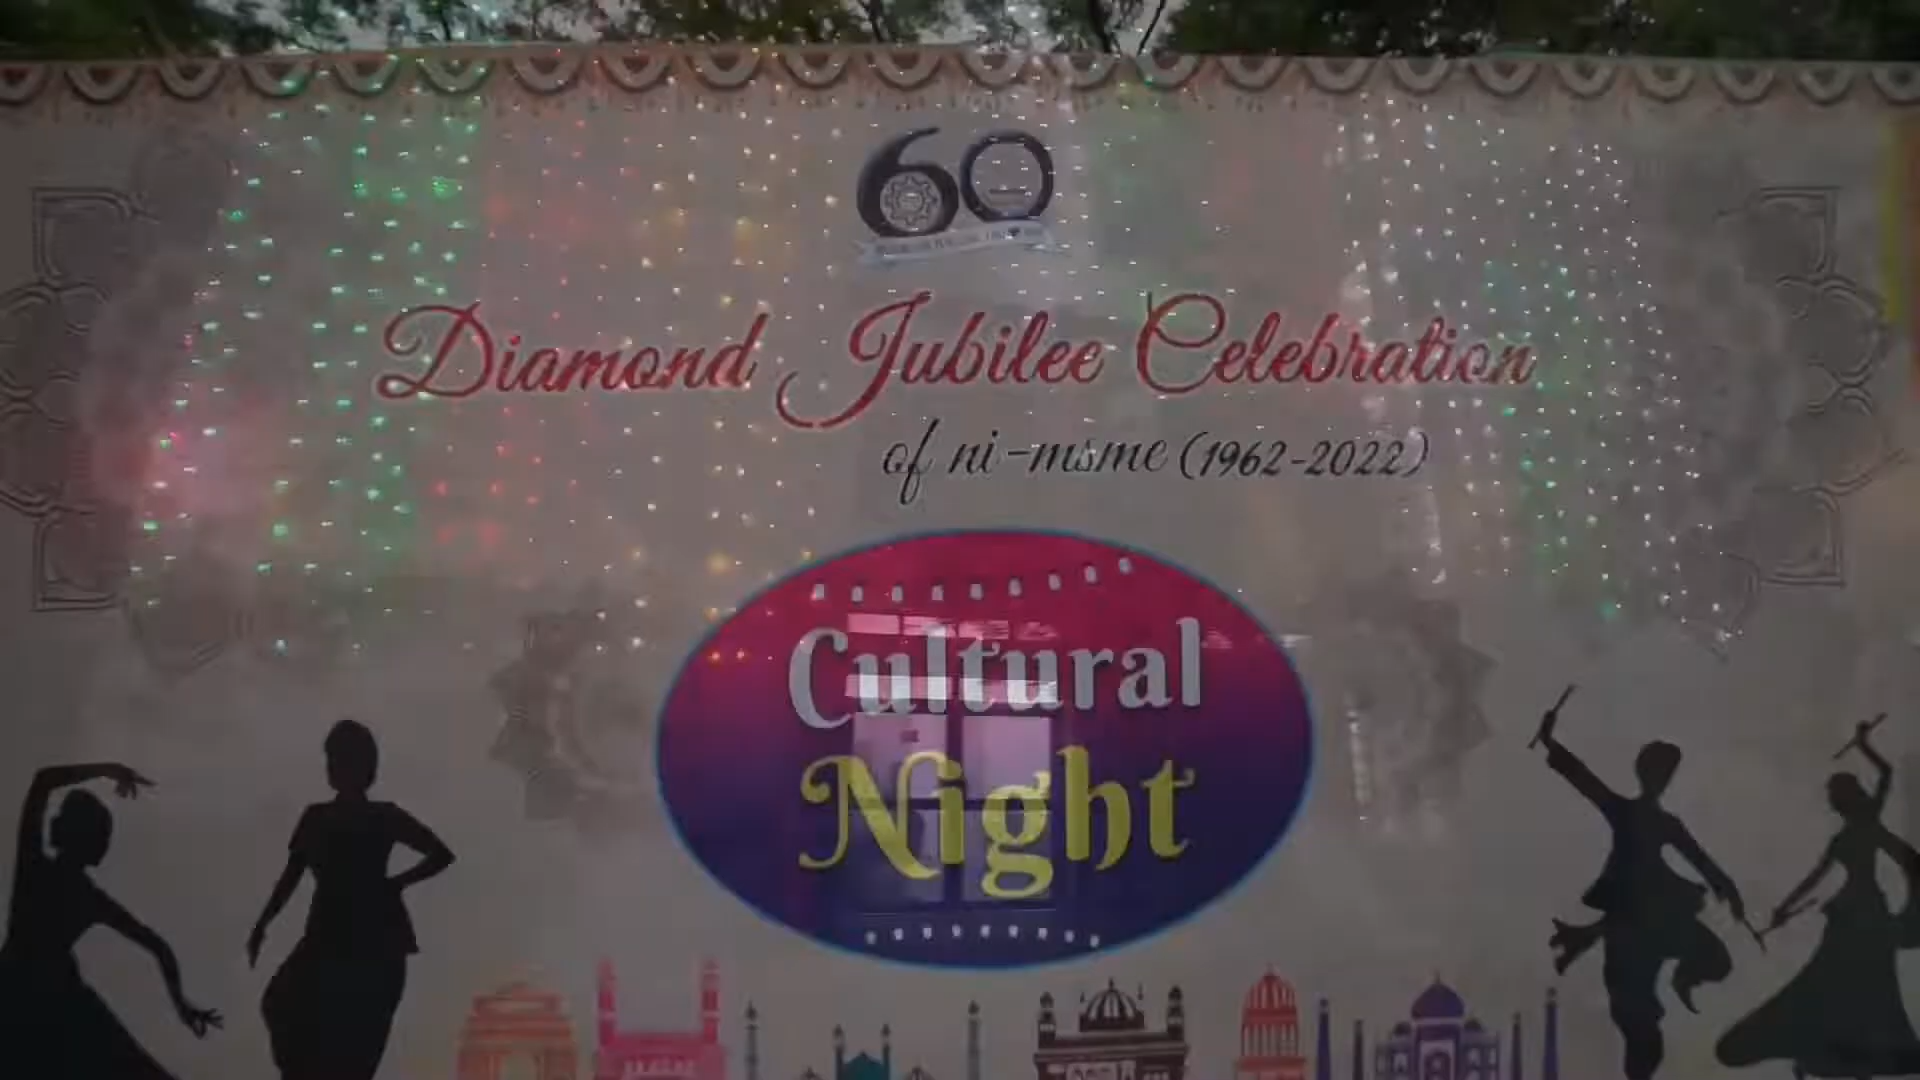 60
Diamond Jubilee Celebration
of ni-msme (1962-2022)
Cultural
Night